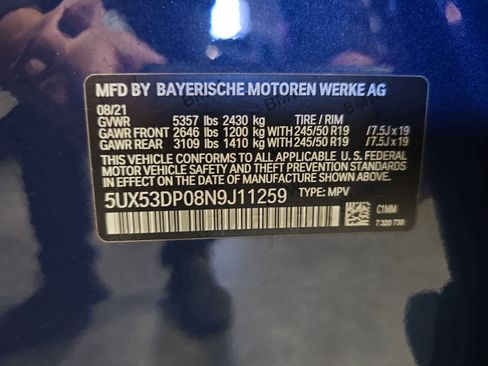 MFD BY BAYERISCHE MOTOREN WERKE AG
08/21
GVWR 5357 lbs 2430 kg TIRE / RIM
GAWR FRONT 2646 lbs 1200 kg WITH 245/50 R19 / 7.5J x 19
GAWR REAR 3109 lbs 1410 kg WITH 245/50 R19 / 7.5J x 19
THIS VEHICLE CONFORMS TO ALL APPLICABLE U.S. FEDERAL
MOTOR VEHICLE SAFETY AND THEFT PREVENTION STANDARDS
IN EFFECT ON THE DATE OF MANUFACTURE SHOWN ABOVE.
5UX53DP08N9J11259 TYPE: MPV
C1MM
7 320 730